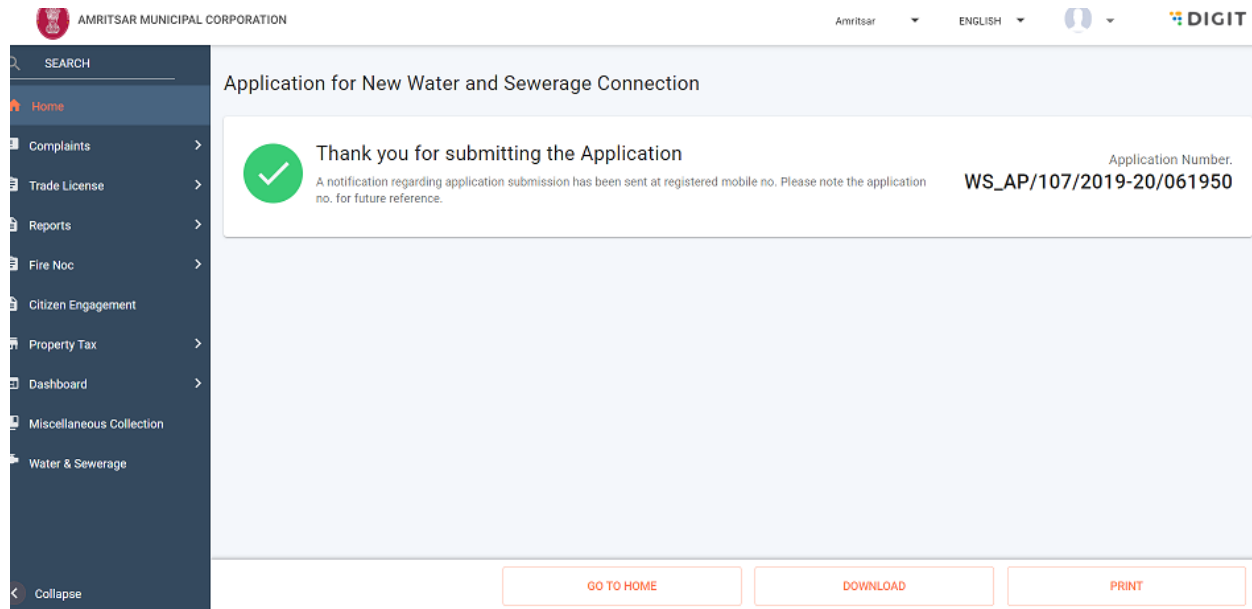 AMRITSAR MUNICIPAL CORPORATION
Amritsar
ENGLISH
DIGIT
SEARCH
Home
Complaints
Trade License
Reports
Fire Noc
Citizen Engagement
Property Tax
Dashboard
Miscellaneous Collection
Water & Sewerage
Collapse
Application for New Water and Sewerage Connection
Thank you for submitting the Application
A notification regarding application submission has been sent at registered mobile no. Please note the application
no. for future reference.
Application Number.
WS_AP/107/2019-20/061950
GO TO HOME
DOWNLOAD
PRINT